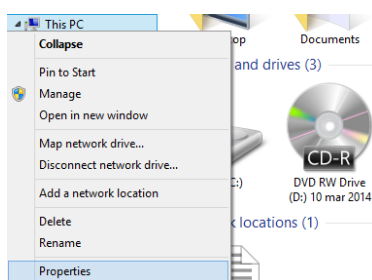 This PC
Collapse
Pin to Start
Manage
Open in new window
Map network drive...
Disconnect network drive...
Add a network location
Delete
Rename
Properties
op
Documents
and drives (3)
CD-R
C:)
DVD RW Drive
(D:) 10 mar 2014
k locations (1)